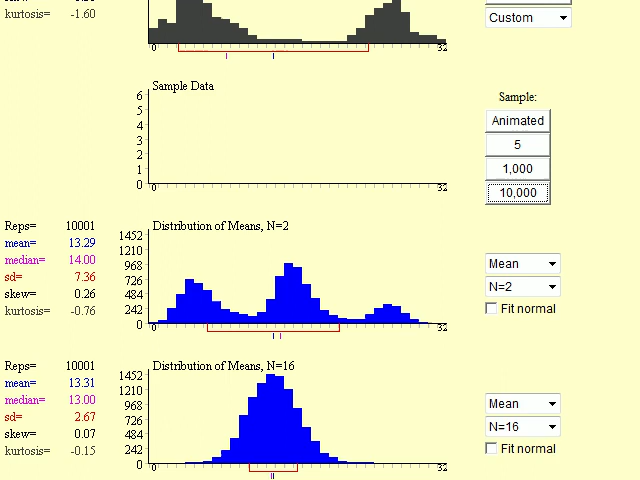 kurtosis= -1.60
Custom
0 32
Sample Data
6
5
4
3
2
1
0
0 32
Sample:
Animated
5
1,000
10,000
Reps= 10001
mean= 13.29
median= 14.00
sd= 7.36
skew= 0.26
kurtosis= -0.76
Distribution of Means, N=2
1452
1210
968
726
484
242
0
0 32
Mean
N=2
Fit normal
Reps= 10001
mean= 13.31
median= 13.00
sd= 2.67
skew= 0.07
kurtosis= -0.15
Distribution of Means, N=16
1452
1210
968
726
484
242
0
0 32
Mean
N=16
Fit normal